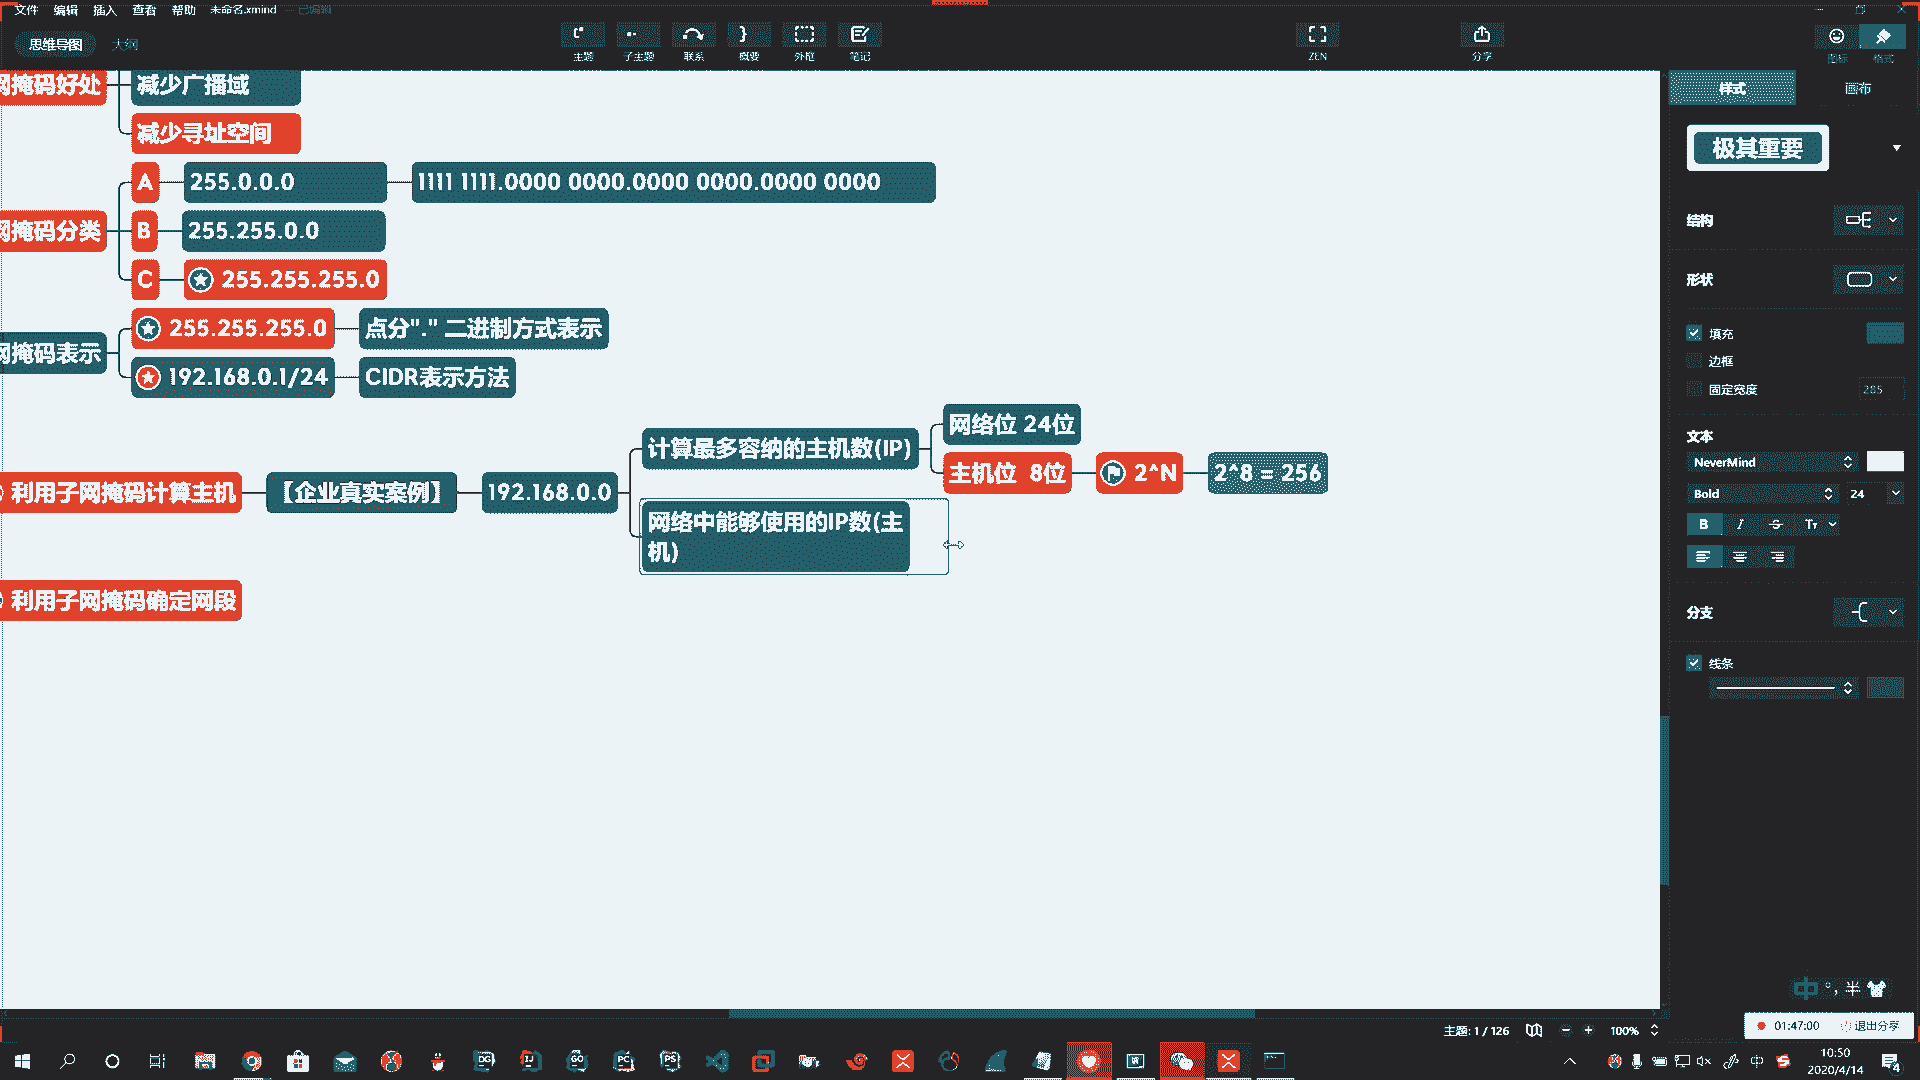 文件 编辑 插入 查看 帮助 未命名.xmind — 已编辑
思维导图 大纲
主题 子主题 联系 概要 外框 笔记 ZEN 分享 图标 格式
网掩码好处
减少广播域
减少寻址空间
网掩码分类
A 255.0.0.0 1111 1111.0000 0000.0000 0000.0000 0000
B 255.255.0.0
C 255.255.255.0
网掩码表示
255.255.255.0 点分"." 二进制方式表示
192.168.0.1/24 CIDR表示方法
利用子网掩码计算主机 【企业真实案例】 192.168.0.0
计算最多容纳的主机数(IP)
网络位 24位
主机位 8位 2^N 2^8 = 256
网络中能够使用的IP数(主
机)
利用子网掩码确定网段
样式 画布
极其重要
结构
形状
填充
边框
固定宽度 205
文本
NeverMind
Bold 24
B I S Tт
分支
线条
中 °, 半
主题: 1 / 126 100%
01:47:00 退出分享
DG IJ GO PC PS
中
10:50
2020/4/14
4